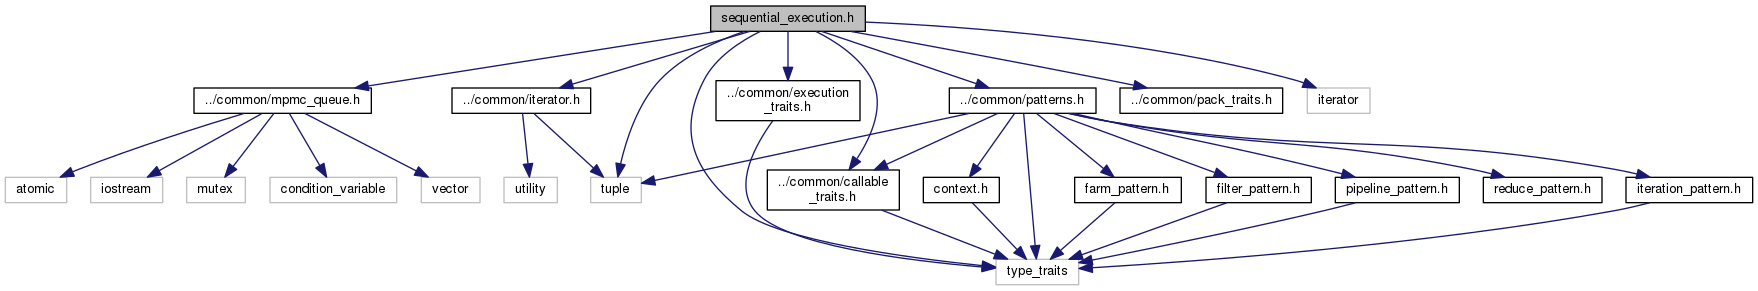 sequential_execution.h
../common/mpmc_queue.h
../common/iterator.h
../common/execution
_traits.h
../common/patterns.h
../common/pack_traits.h
iterator
atomic
iostream
mutex
condition_variable
vector
utility
tuple
../common/callable
_traits.h
context.h
farm_pattern.h
filter_pattern.h
pipeline_pattern.h
reduce_pattern.h
iteration_pattern.h
type_traits